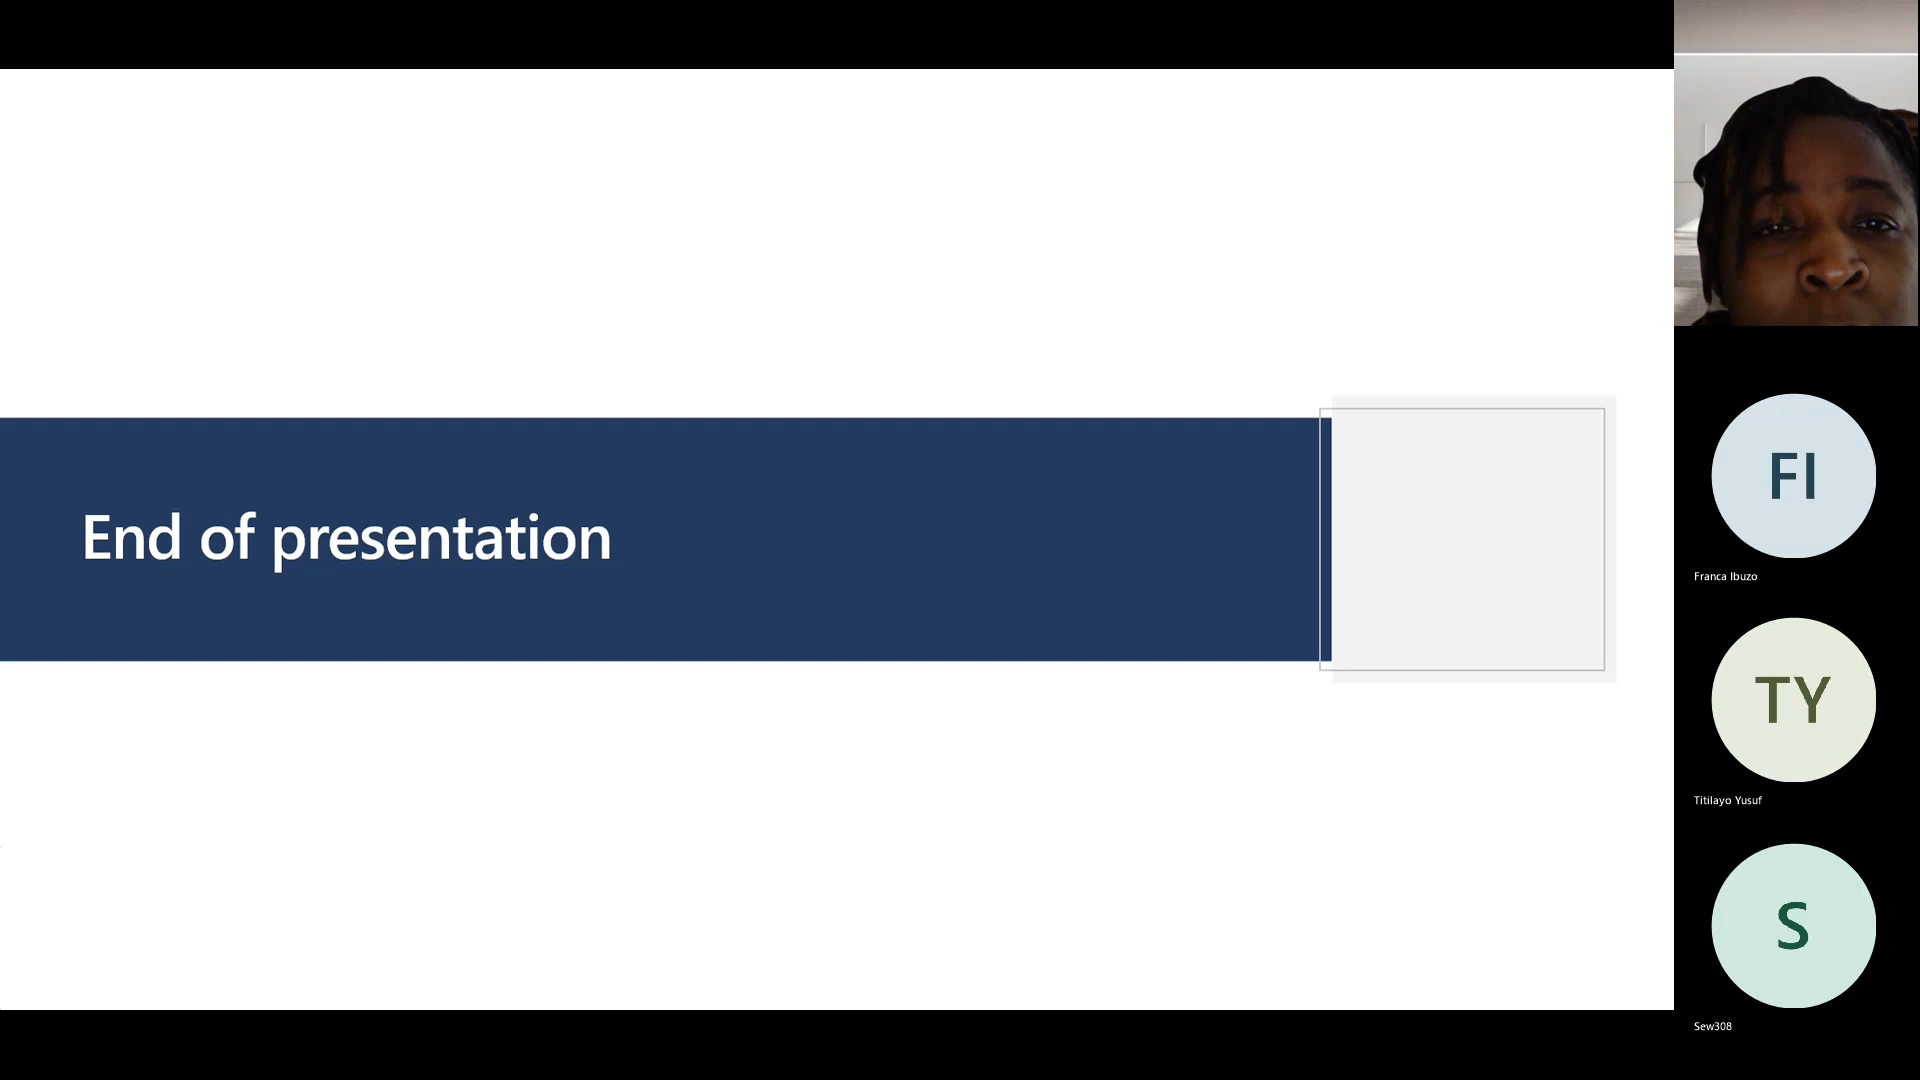 End of presentation
FI
Franca Ibuzo
TY
Titilayo Yusuf
S
Sew308